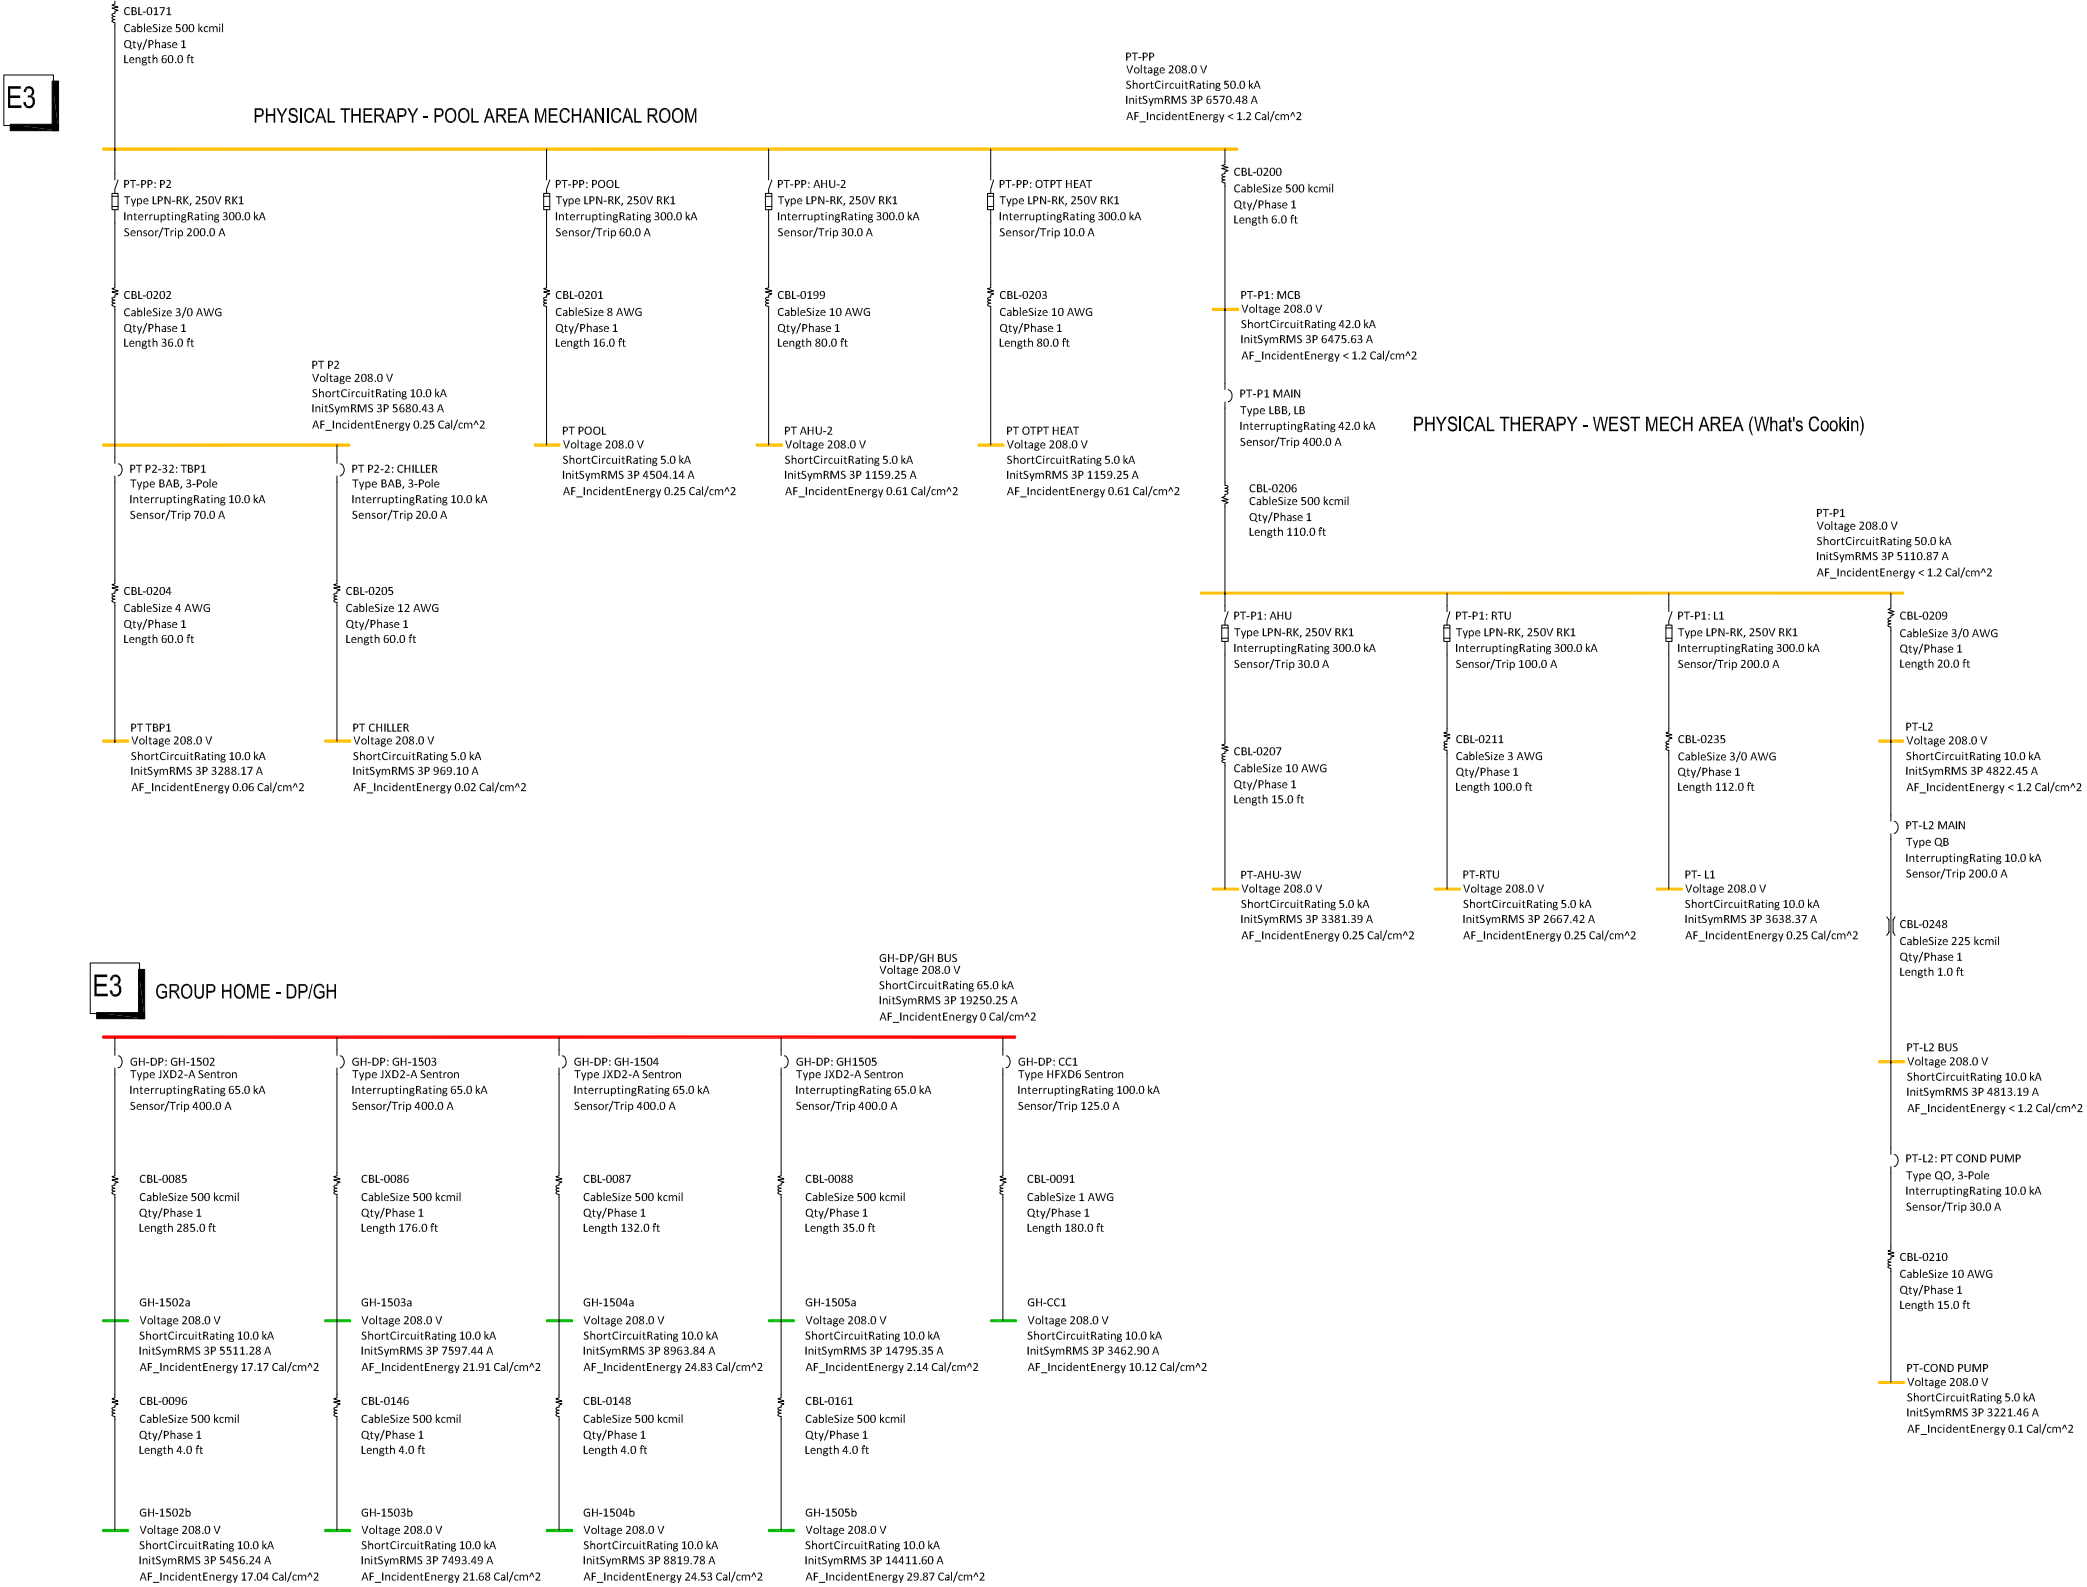 CBL-0171
CableSize 500 kcmil
Qty/Phase 1
Length 60.0 ft
E3
PHYSICAL THERAPY - POOL AREA MECHANICAL ROOM
PT-PP
Voltage 208.0 V
ShortCircuitRating 50.0 kA
InitSymRMS 3P 6570.48 A
AF_IncidentEnergy < 1.2 Cal/cm^2
PT-PP: P2
Type LPN-RK, 250V RK1
InterruptingRating 300.0 kA
Sensor/Trip 200.0 A
PT-PP: POOL
Type LPN-RK, 250V RK1
InterruptingRating 300.0 kA
Sensor/Trip 60.0 A
PT-PP: AHU-2
Type LPN-RK, 250V RK1
InterruptingRating 300.0 kA
Sensor/Trip 30.0 A
PT-PP: OTPT HEAT
Type LPN-RK, 250V RK1
InterruptingRating 300.0 kA
Sensor/Trip 10.0 A
CBL-0200
CableSize 500 kcmil
Qty/Phase 1
Length 6.0 ft
CBL-0202
CableSize 3/0 AWG
Qty/Phase 1
Length 36.0 ft
CBL-0201
CableSize 8 AWG
Qty/Phase 1
Length 16.0 ft
CBL-0199
CableSize 10 AWG
Qty/Phase 1
Length 80.0 ft
CBL-0203
CableSize 10 AWG
Qty/Phase 1
Length 80.0 ft
PT-P1: MCB
Voltage 208.0 V
ShortCircuitRating 42.0 kA
InitSymRMS 3P 6475.63 A
AF_IncidentEnergy < 1.2 Cal/cm^2
PT P2
Voltage 208.0 V
ShortCircuitRating 10.0 kA
InitSymRMS 3P 5680.43 A
AF_IncidentEnergy 0.25 Cal/cm^2
PT-P1 MAIN
Type LBB, LB
InterruptingRating 42.0 kA
Sensor/Trip 400.0 A
PHYSICAL THERAPY - WEST MECH AREA (What's Cookin)
PT POOL
Voltage 208.0 V
ShortCircuitRating 5.0 kA
InitSymRMS 3P 4504.14 A
AF_IncidentEnergy 0.25 Cal/cm^2
PT AHU-2
Voltage 208.0 V
ShortCircuitRating 5.0 kA
InitSymRMS 3P 1159.25 A
AF_IncidentEnergy 0.61 Cal/cm^2
PT OTPT HEAT
Voltage 208.0 V
ShortCircuitRating 5.0 kA
InitSymRMS 3P 1159.25 A
AF_IncidentEnergy 0.61 Cal/cm^2
PT P2-32: TBP1
Type BAB, 3-Pole
InterruptingRating 10.0 kA
Sensor/Trip 70.0 A
PT P2-2: CHILLER
Type BAB, 3-Pole
InterruptingRating 10.0 kA
Sensor/Trip 20.0 A
CBL-0206
CableSize 500 kcmil
Qty/Phase 1
Length 110.0 ft
PT-P1
Voltage 208.0 V
ShortCircuitRating 50.0 kA
InitSymRMS 3P 5110.87 A
AF_IncidentEnergy < 1.2 Cal/cm^2
CBL-0204
CableSize 4 AWG
Qty/Phase 1
Length 60.0 ft
CBL-0205
CableSize 12 AWG
Qty/Phase 1
Length 60.0 ft
PT-P1: AHU
Type LPN-RK, 250V RK1
InterruptingRating 300.0 kA
Sensor/Trip 30.0 A
PT-P1: RTU
Type LPN-RK, 250V RK1
InterruptingRating 300.0 kA
Sensor/Trip 100.0 A
PT-P1: L1
Type LPN-RK, 250V RK1
InterruptingRating 300.0 kA
Sensor/Trip 200.0 A
CBL-0209
CableSize 3/0 AWG
Qty/Phase 1
Length 20.0 ft
PT TBP1
Voltage 208.0 V
ShortCircuitRating 10.0 kA
InitSymRMS 3P 3288.17 A
AF_IncidentEnergy 0.06 Cal/cm^2
PT CHILLER
Voltage 208.0 V
ShortCircuitRating 5.0 kA
InitSymRMS 3P 969.10 A
AF_IncidentEnergy 0.02 Cal/cm^2
CBL-0207
CableSize 10 AWG
Qty/Phase 1
Length 15.0 ft
CBL-0211
CableSize 3 AWG
Qty/Phase 1
Length 100.0 ft
CBL-0235
CableSize 3/0 AWG
Qty/Phase 1
Length 112.0 ft
PT-L2
Voltage 208.0 V
ShortCircuitRating 10.0 kA
InitSymRMS 3P 4822.45 A
AF_IncidentEnergy < 1.2 Cal/cm^2
PT-L2 MAIN
Type QB
InterruptingRating 10.0 kA
Sensor/Trip 200.0 A
PT-AHU-3W
Voltage 208.0 V
ShortCircuitRating 5.0 kA
InitSymRMS 3P 3381.39 A
AF_IncidentEnergy 0.25 Cal/cm^2
PT-RTU
Voltage 208.0 V
ShortCircuitRating 5.0 kA
InitSymRMS 3P 2667.42 A
AF_IncidentEnergy 0.25 Cal/cm^2
PT- L1
Voltage 208.0 V
ShortCircuitRating 10.0 kA
InitSymRMS 3P 3638.37 A
AF_IncidentEnergy 0.25 Cal/cm^2
CBL-0248
CableSize 225 kcmil
Qty/Phase 1
Length 1.0 ft
E3
GROUP HOME - DP/GH
GH-DP/GH BUS
Voltage 208.0 V
ShortCircuitRating 65.0 kA
InitSymRMS 3P 19250.25 A
AF_IncidentEnergy 0 Cal/cm^2
GH-DP: GH-1502
Type JXD2-A Sentron
InterruptingRating 65.0 kA
Sensor/Trip 400.0 A
GH-DP: GH-1503
Type JXD2-A Sentron
InterruptingRating 65.0 kA
Sensor/Trip 400.0 A
GH-DP: GH-1504
Type JXD2-A Sentron
InterruptingRating 65.0 kA
Sensor/Trip 400.0 A
GH-DP: GH1505
Type JXD2-A Sentron
InterruptingRating 65.0 kA
Sensor/Trip 400.0 A
GH-DP: CC1
Type HFXD6 Sentron
InterruptingRating 100.0 kA
Sensor/Trip 125.0 A
PT-L2 BUS
Voltage 208.0 V
ShortCircuitRating 10.0 kA
InitSymRMS 3P 4813.19 A
AF_IncidentEnergy < 1.2 Cal/cm^2
CBL-0085
CableSize 500 kcmil
Qty/Phase 1
Length 285.0 ft
CBL-0086
CableSize 500 kcmil
Qty/Phase 1
Length 176.0 ft
CBL-0087
CableSize 500 kcmil
Qty/Phase 1
Length 132.0 ft
CBL-0088
CableSize 500 kcmil
Qty/Phase 1
Length 35.0 ft
CBL-0091
CableSize 1 AWG
Qty/Phase 1
Length 180.0 ft
PT-L2: PT COND PUMP
Type QO, 3-Pole
InterruptingRating 10.0 kA
Sensor/Trip 30.0 A
CBL-0210
CableSize 10 AWG
Qty/Phase 1
Length 15.0 ft
GH-1502a
Voltage 208.0 V
ShortCircuitRating 10.0 kA
InitSymRMS 3P 5511.28 A
AF_IncidentEnergy 17.17 Cal/cm^2
GH-1503a
Voltage 208.0 V
ShortCircuitRating 10.0 kA
InitSymRMS 3P 7597.44 A
AF_IncidentEnergy 21.91 Cal/cm^2
GH-1504a
Voltage 208.0 V
ShortCircuitRating 10.0 kA
InitSymRMS 3P 8963.84 A
AF_IncidentEnergy 24.83 Cal/cm^2
GH-1505a
Voltage 208.0 V
ShortCircuitRating 10.0 kA
InitSymRMS 3P 14795.35 A
AF_IncidentEnergy 2.14 Cal/cm^2
GH-CC1
Voltage 208.0 V
ShortCircuitRating 10.0 kA
InitSymRMS 3P 3462.90 A
AF_IncidentEnergy 10.12 Cal/cm^2
PT-COND PUMP
Voltage 208.0 V
ShortCircuitRating 5.0 kA
InitSymRMS 3P 3221.46 A
AF_IncidentEnergy 0.1 Cal/cm^2
CBL-0096
CableSize 500 kcmil
Qty/Phase 1
Length 4.0 ft
CBL-0146
CableSize 500 kcmil
Qty/Phase 1
Length 4.0 ft
CBL-0148
CableSize 500 kcmil
Qty/Phase 1
Length 4.0 ft
CBL-0161
CableSize 500 kcmil
Qty/Phase 1
Length 4.0 ft
GH-1502b
Voltage 208.0 V
ShortCircuitRating 10.0 kA
InitSymRMS 3P 5456.24 A
AF_IncidentEnergy 17.04 Cal/cm^2
GH-1503b
Voltage 208.0 V
ShortCircuitRating 10.0 kA
InitSymRMS 3P 7493.49 A
AF_IncidentEnergy 21.68 Cal/cm^2
GH-1504b
Voltage 208.0 V
ShortCircuitRating 10.0 kA
InitSymRMS 3P 8819.78 A
AF_IncidentEnergy 24.53 Cal/cm^2
GH-1505b
Voltage 208.0 V
ShortCircuitRating 10.0 kA
InitSymRMS 3P 14411.60 A
AF_IncidentEnergy 29.87 Cal/cm^2